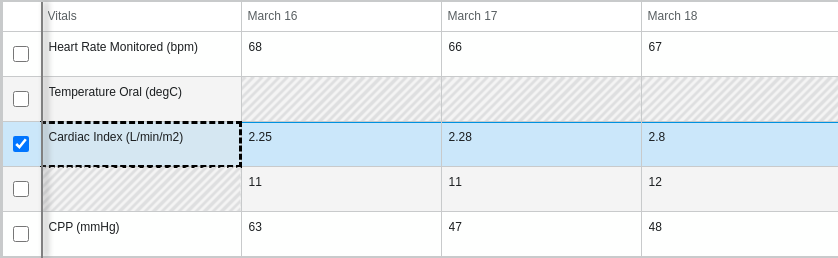 Vitals March 16 March 17 March 18
Heart Rate Monitored (bpm) 68 66 67
Temperature Oral (degC)
Cardiac Index (L/min/m2) 2.25 2.28 2.8
11 11 12
CPP (mmHg) 63 47 48